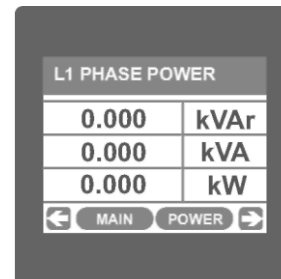 L1 PHASE POWER
0.000 kVAr
0.000 kVA
0.000 kW
MAIN POWER